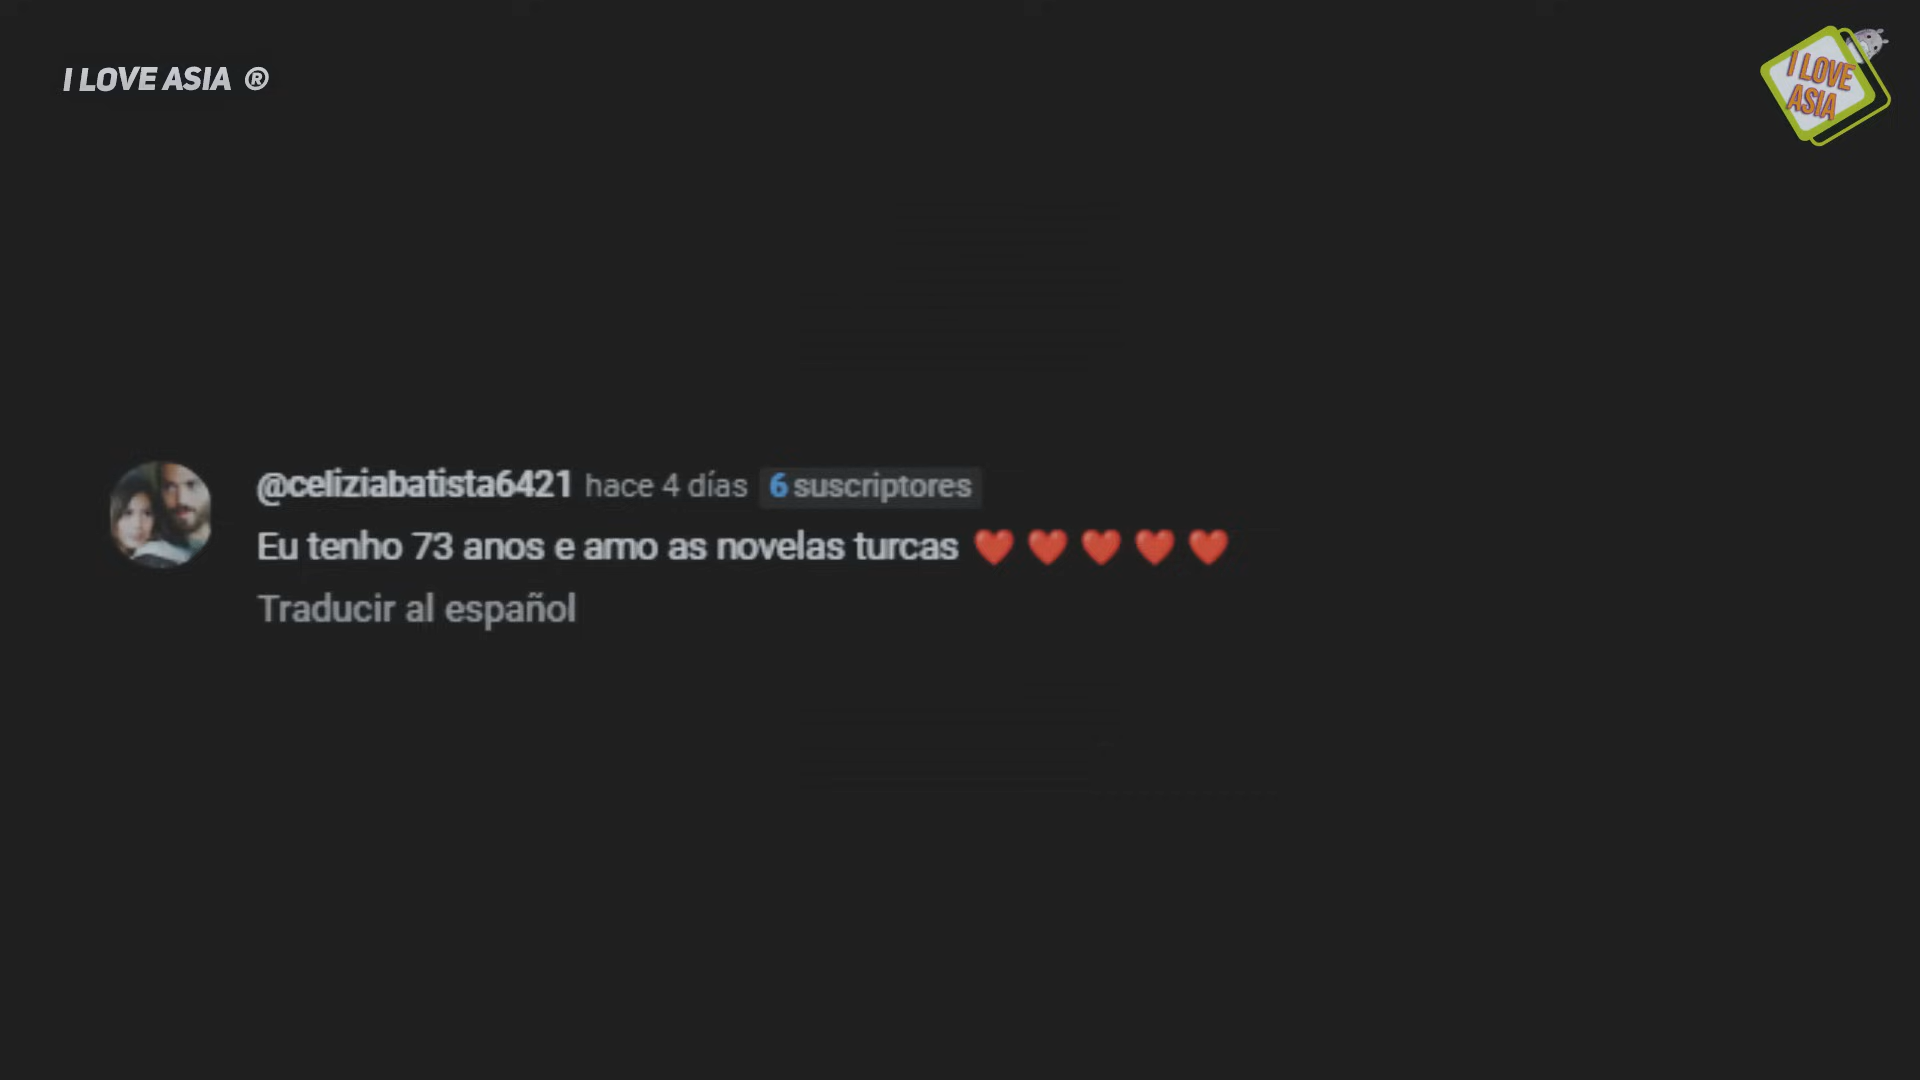 I LOVE ASIA ®
I LOVE
ASIA
@celiziabatista6421 hace 4 días 6 suscriptores
Eu tenho 73 anos e amo as novelas turcas ❤️ ❤️ ❤️ ❤️ ❤️
Traducir al español